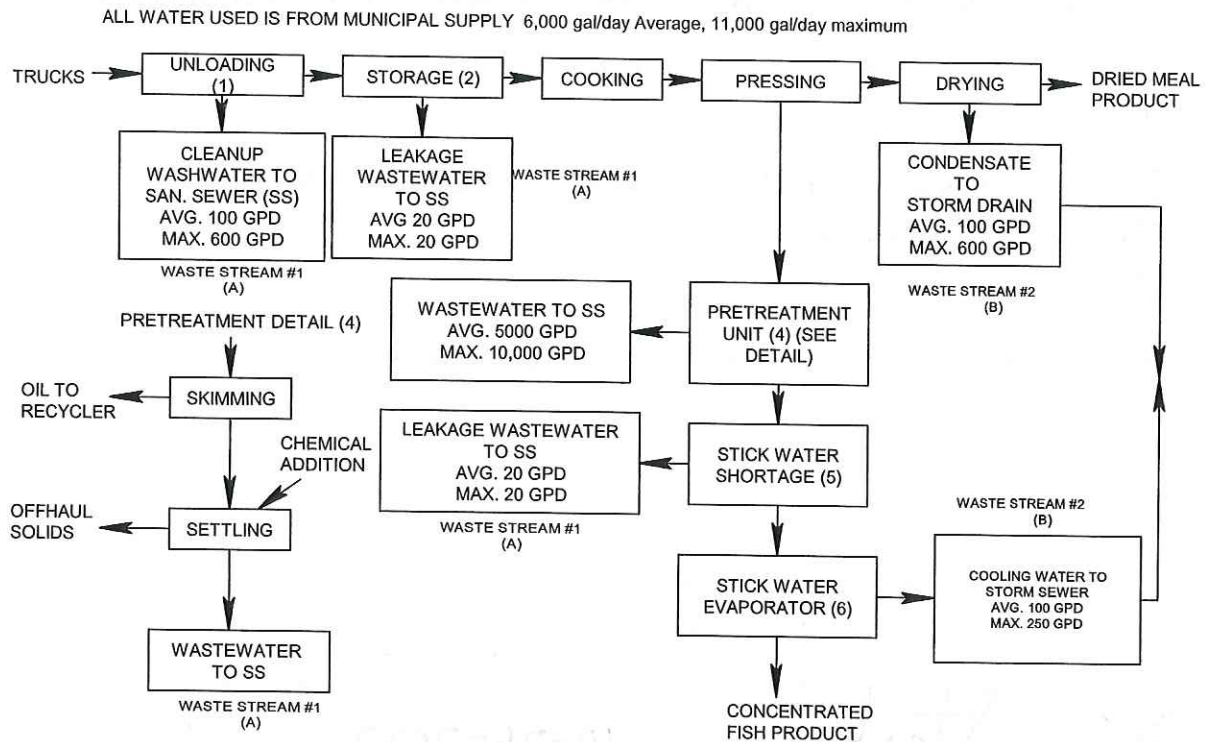 ALL WATER USED IS FROM MUNICIPAL SUPPLY 6,000 gal/day Average, 11,000 gal/day maximum
TRUCKS
UNLOADING
(1)
STORAGE (2)
COOKING
PRESSING
DRYING
DRIED MEAL
PRODUCT
CLEANUP
WASHWATER TO
SAN. SEWER (SS)
AVG. 100 GPD
MAX. 600 GPD
WASTE STREAM #1
(A)
LEAKAGE
WASTEWATER
TO SS
AVG 20 GPD
MAX. 20 GPD
WASTE STREAM #1
(A)
CONDENSATE
TO
STORM DRAIN
AVG. 100 GPD
MAX. 600 GPD
WASTE STREAM #2
(B)
PRETREATMENT DETAIL (4)
OIL TO
RECYCLER
SKIMMING
CHEMICAL
ADDITION
OFFHAUL
SOLIDS
SETTLING
WASTEWATER
TO SS
WASTE STREAM #1
(A)
WASTEWATER TO SS
AVG. 5000 GPD
MAX. 10,000 GPD
PRETREATMENT
UNIT (4) (SEE
DETAIL)
LEAKAGE WASTEWATER
TO SS
AVG. 20 GPD
MAX. 20 GPD
WASTE STREAM #1
(A)
STICK WATER
SHORTAGE (5)
STICK WATER
EVAPORATOR (6)
WASTE STREAM #2
(B)
COOLING WATER TO
STORM SEWER
AVG. 100 GPD
MAX. 250 GPD
CONCENTRATED
FISH PRODUCT